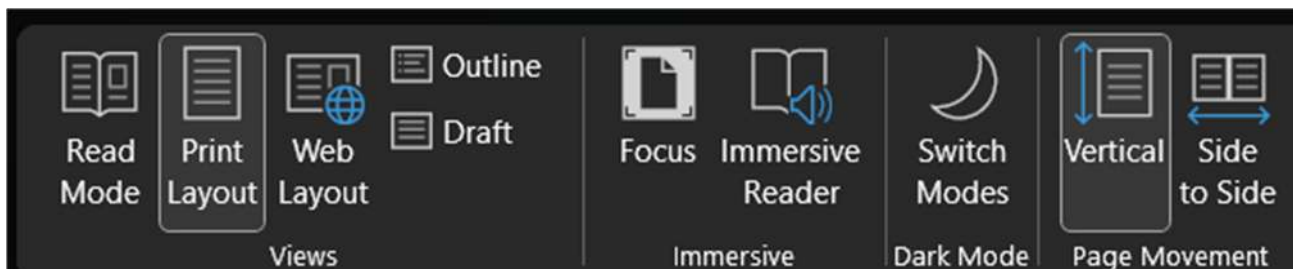 Read
Mode
Print
Layout
Web
Layout
Outline
Draft
Views
Focus
Immersive
Reader
Immersive
Switch
Modes
Dark Mode
Vertical
Side
to Side
Page Movement